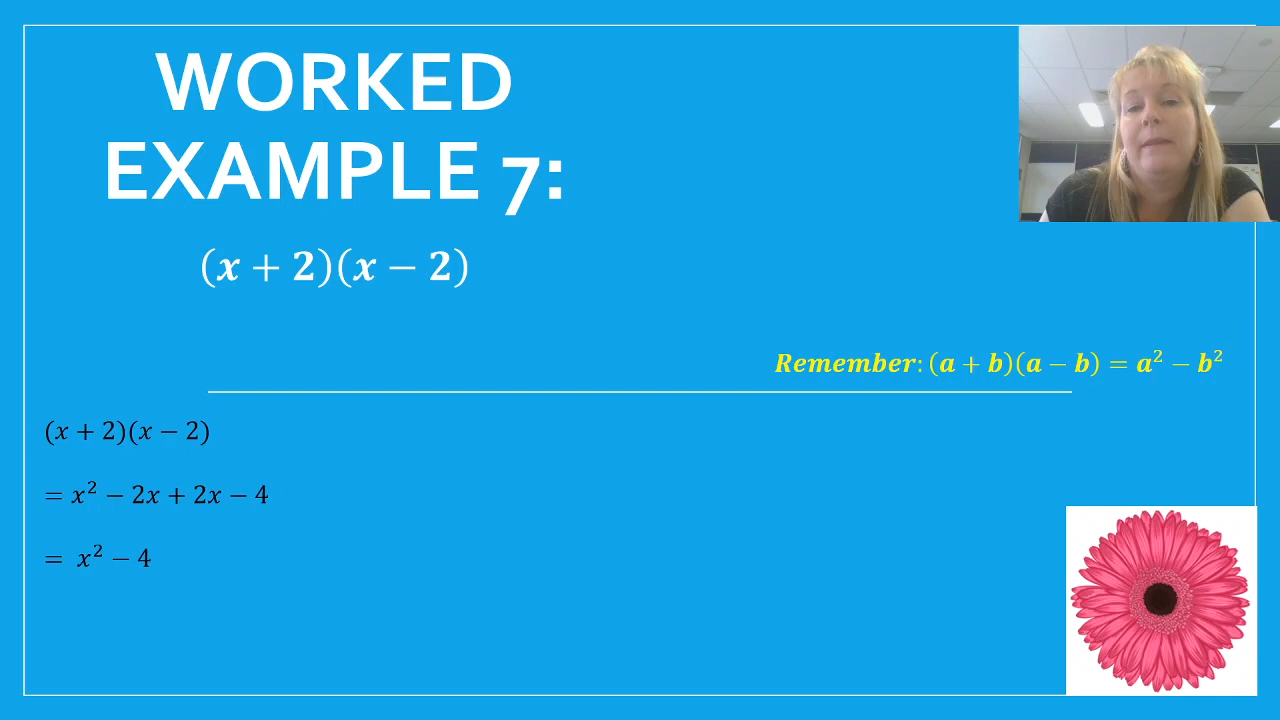 WORKED
EXAMPLE 7:
(x + 2)(x − 2)
Remember: (a + b)(a − b) = a² − b²
(x + 2)(x − 2)
= x² − 2x + 2x − 4
= x² − 4